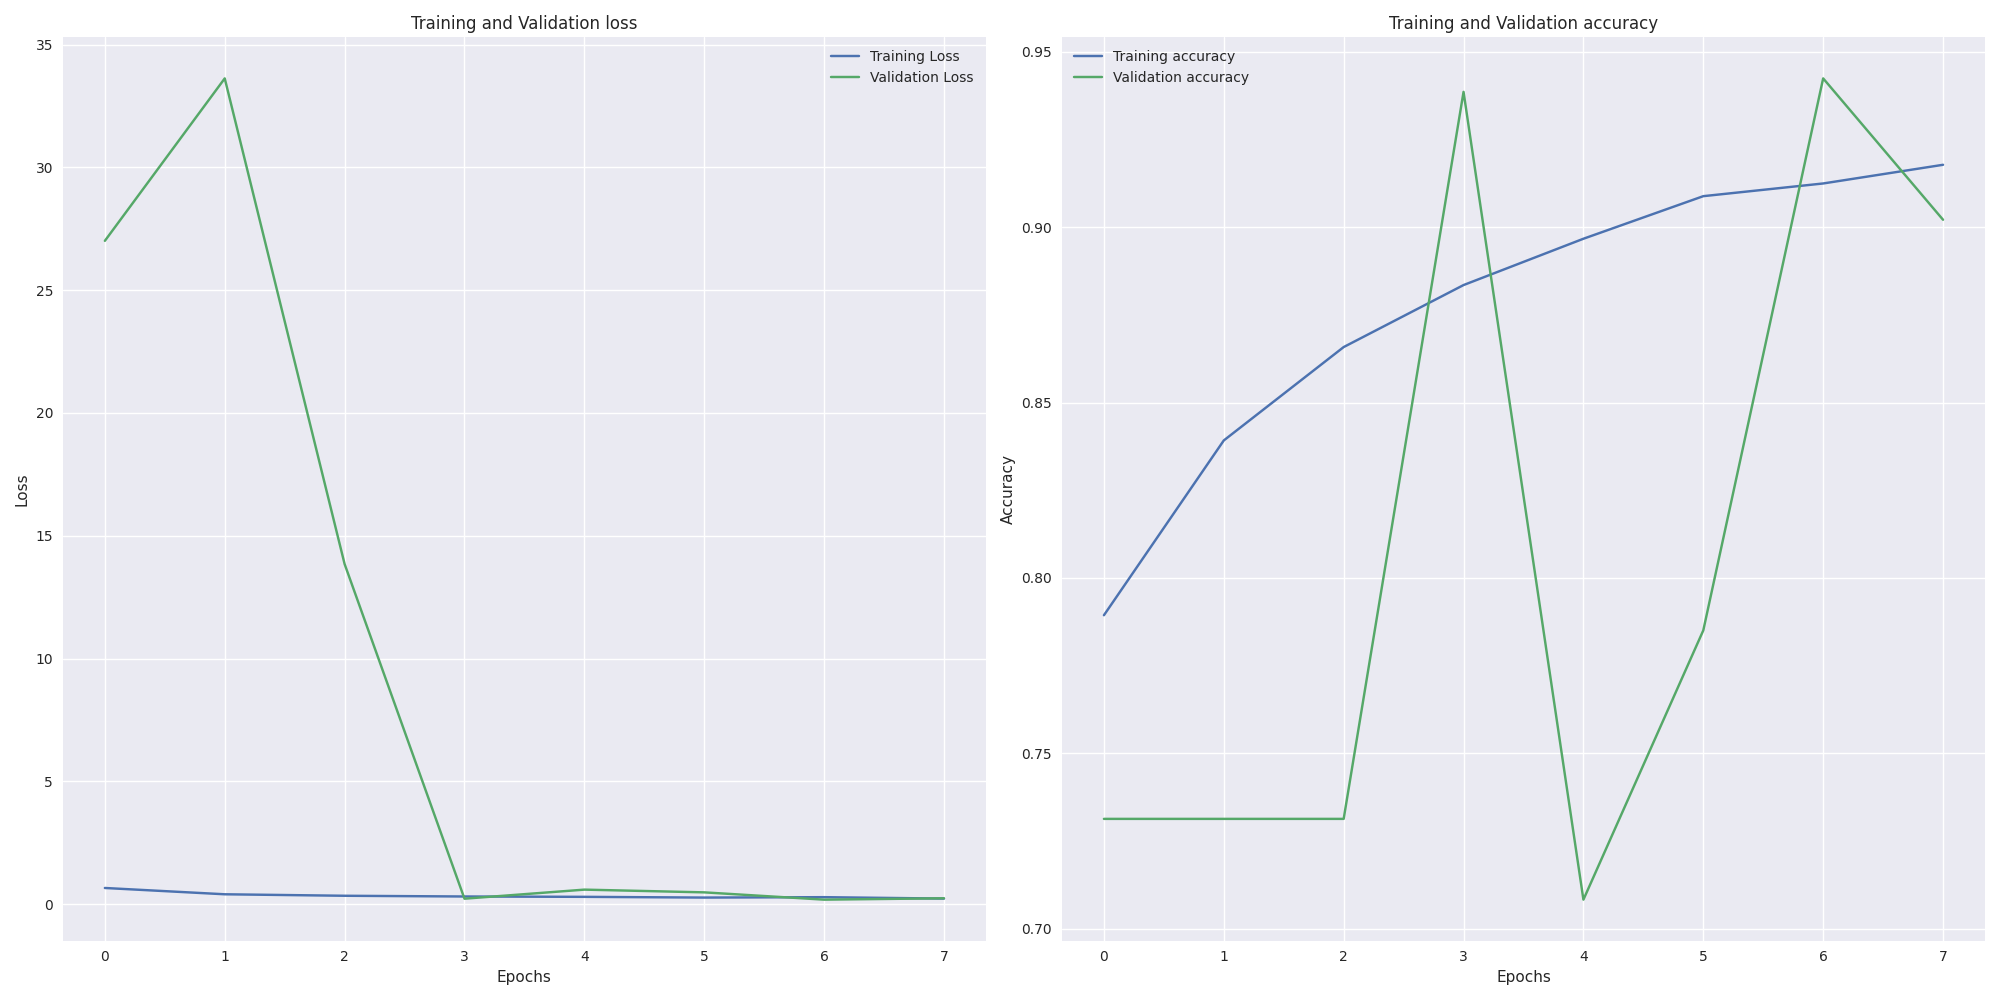 Training and Validation loss
Training Loss
Validation Loss
35
30
25
20
15
10
5
0
Loss
0 1 2 3 4 5 6 7
Epochs
Training and Validation accuracy
Training accuracy
Validation accuracy
0.95
0.90
0.85
0.80
0.75
0.70
Accuracy
0 1 2 3 4 5 6 7
Epochs